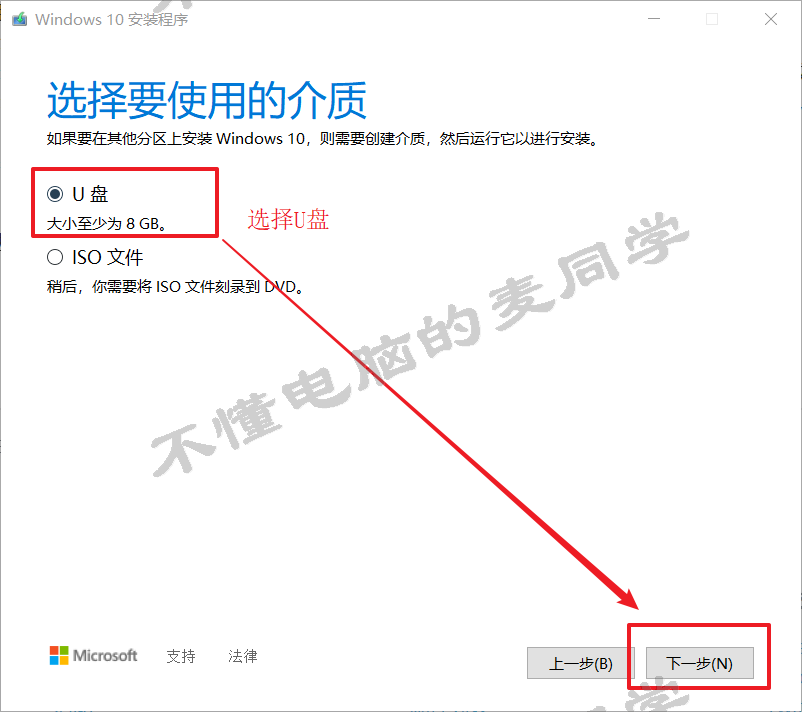 Windows 10 安装程序
选择要使用的介质
如果要在其他分区上安装 Windows 10，则需要创建介质，然后运行它以进行安装。
U 盘
大小至少为 8 GB。
选择U盘
ISO 文件
稍后，你需要将 ISO 文件刻录到 DVD。
不懂电脑的麦同学
Microsoft
支持
法律
上一步(B)
下一步(N)